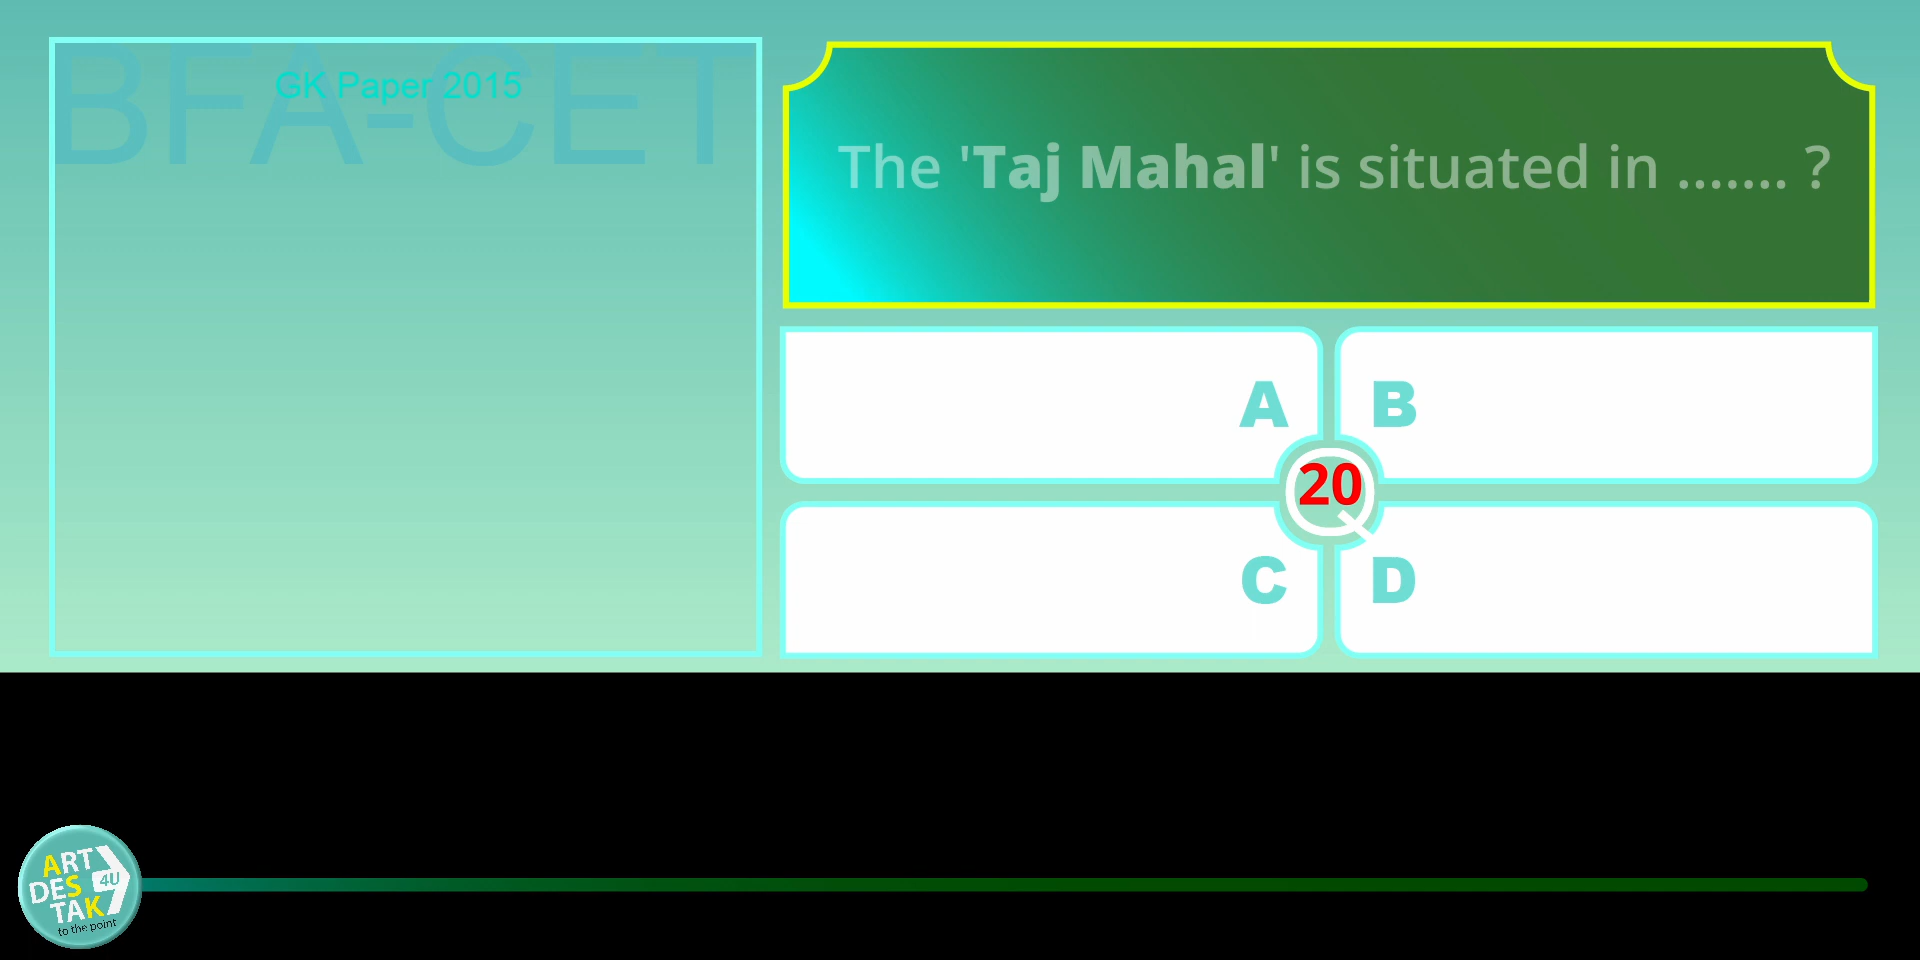 BFA-CET
GK Paper 2015
The 'Taj Mahal' is situated in ....... ?
A
B
20
Q
C
D
ART
DES
4U
TAK
to the point